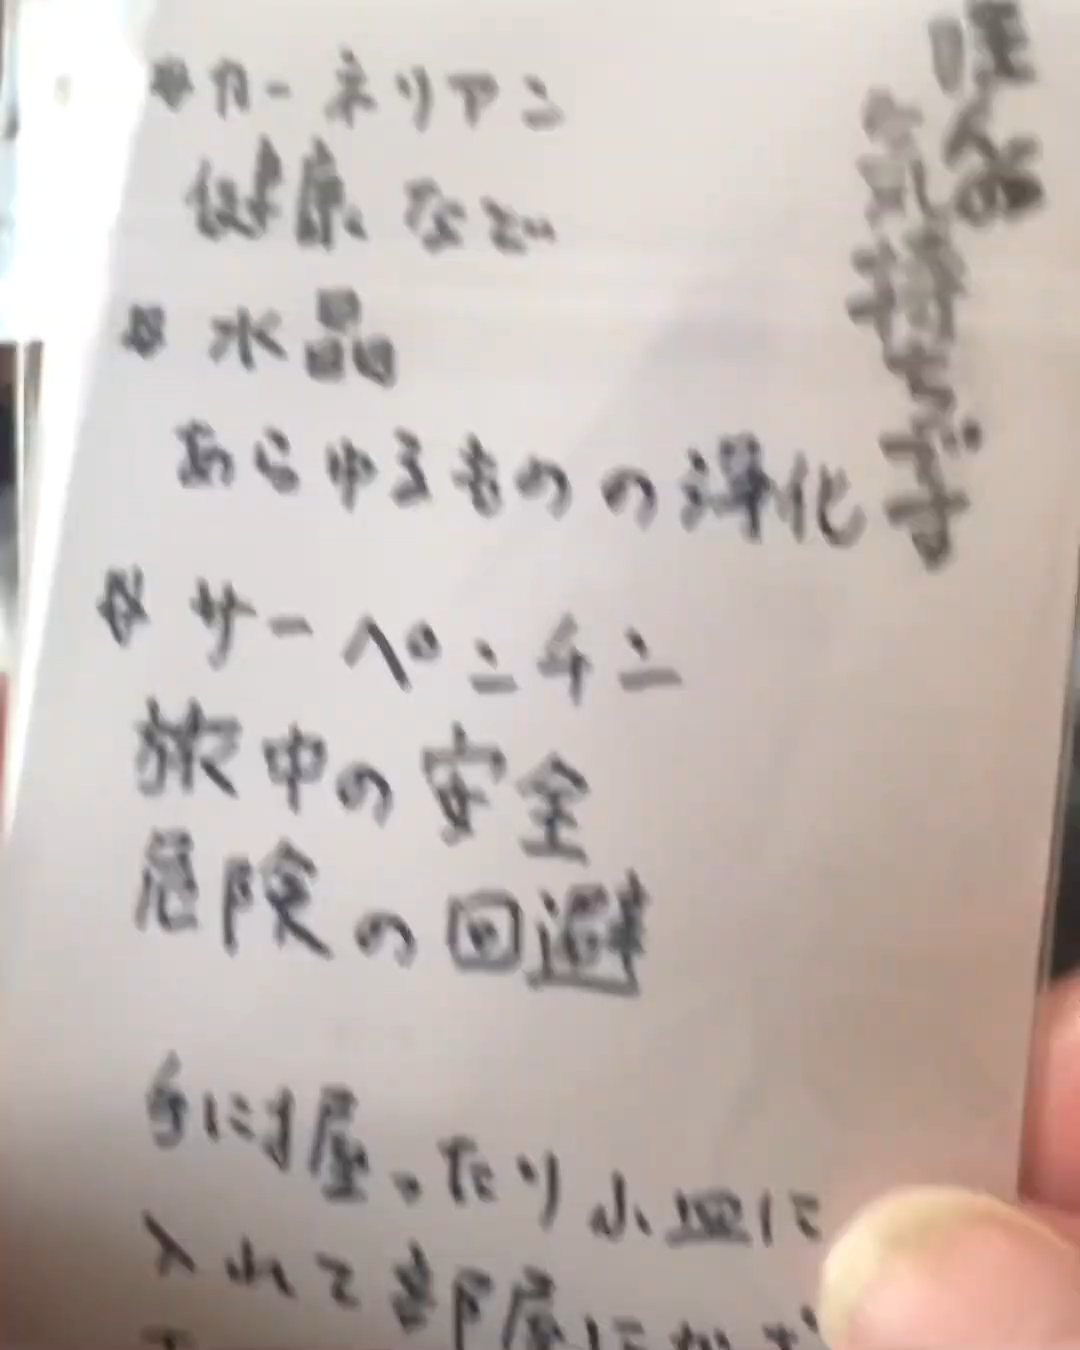 カーネリアン
健康など
水晶
あらゆるものの浄化
サーペンチン
旅中の安全
危険の回避
手に握ったり小皿に
入れて部屋にかざ
ほんの
気持ちです